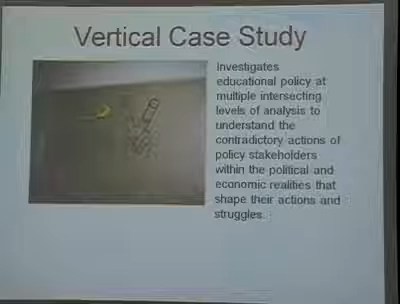 Vertical Case Study
Investigates
educational policy at
multiple intersecting
levels of analysis to
understand the
contradictory actions of
policy stakeholders
within the political and
economic realities that
shape their actions and
struggles.